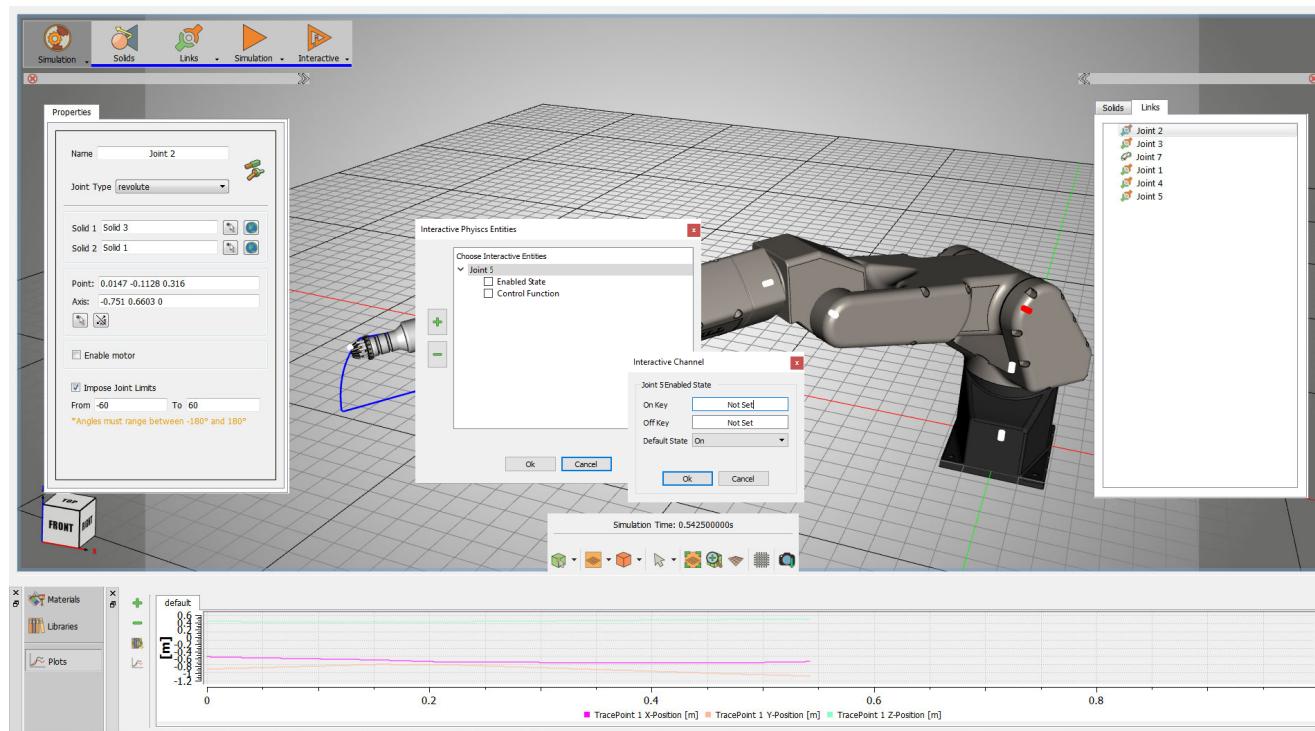 Simulation Solids Links Simulation Interactive
Properties
Name Joint 2
Joint Type revolute
Solid 1 Solid 3
Solid 2 Solid 1
Point: 0.0147 -0.1128 0.316
Axis: -0.751 0.6603 0
Enable motor
Impose Joint Limits
From -60 To 60
*Angles must range between -180° and 180°
TOP
FRONT
RIGHT
x
Interactive Phyiscs Entities
Choose Interactive Entities
Joint 5
Enabled State
Control Function
Ok Cancel
Interactive Channel
Joint 5Enabled State
On Key Not Set
Off Key Not Set
Default State On
Ok Cancel
Simulation Time: 0.542500000s
Solids Links
Joint 2
Joint 3
Joint 7
Joint 1
Joint 4
Joint 5
Materials
Libraries
Plots
default
[m]
0.6
0.4
0.2
0
-0.2
-0.4
-0.6
-0.8
-1
-1.2
0 0.2 0.4 0.6 0.8
TracePoint 1 X-Position [m] TracePoint 1 Y-Position [m] TracePoint 1 Z-Position [m]